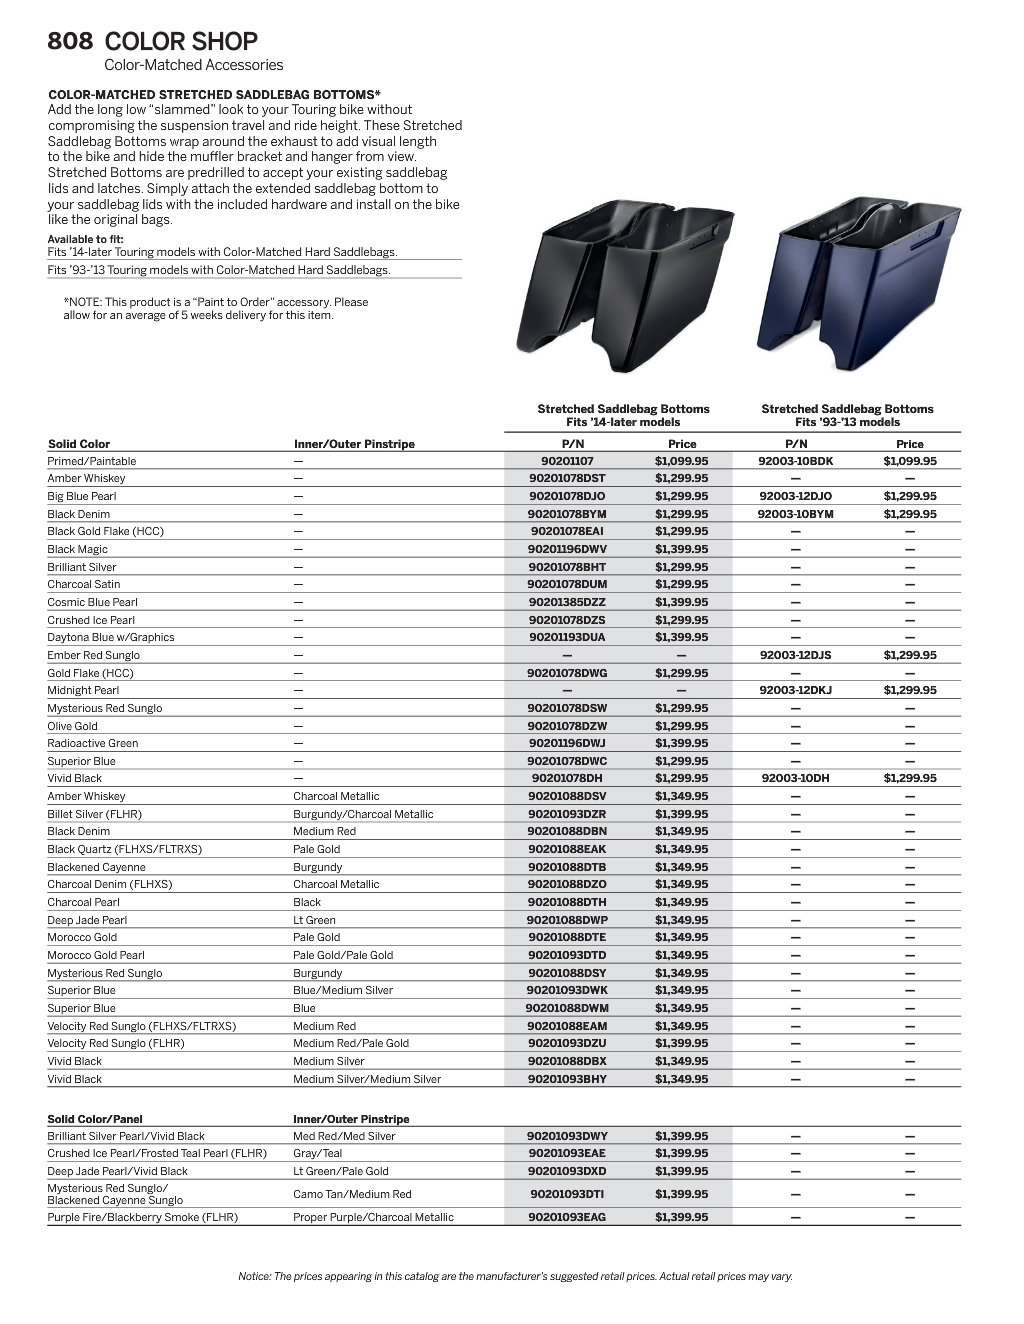 808 COLOR SHOP
Color-Matched Accessories
COLOR-MATCHED STRETCHED SADDLEBAG BOTTOMS*
Add the long low “slammed” look to your Touring bike without
compromising the suspension travel and ride height. These Stretched
Saddlebag Bottoms wrap around the exhaust to add visual length
to the bike and hide the muffler bracket and hanger from view.
Stretched Bottoms are predrilled to accept your existing saddlebag
lids and latches. Simply attach the extended saddlebag bottom to
your saddlebag lids with the included hardware and install on the bike
like the original bags.
Available to fit:
Fits ’14-later Touring models with Color-Matched Hard Saddlebags.
Fits ’93-’13 Touring models with Color-Matched Hard Saddlebags.
*NOTE: This product is a “Paint to Order” accessory. Please
allow for an average of 5 weeks delivery for this item.
Stretched Saddlebag Bottoms Stretched Saddlebag Bottoms
Fits ’14-later models Fits ’93-’13 models
Solid Color Inner/Outer Pinstripe P/N Price P/N Price
Primed/Paintable — 90201107 $1,099.95 92003-10BDK $1,099.95
Amber Whiskey — 90201078DST $1,299.95 — —
Big Blue Pearl — 90201078DJO $1,299.95 92003-12DJO $1,299.95
Black Denim — 90201078BYM $1,299.95 92003-10BYM $1,299.95
Black Gold Flake (HCC) — 90201078EAI $1,299.95 — —
Black Magic — 90201196DWV $1,399.95 — —
Brilliant Silver — 90201078BHT $1,299.95 — —
Charcoal Satin — 90201078DUM $1,299.95 — —
Cosmic Blue Pearl — 90201385DZZ $1,399.95 — —
Crushed Ice Pearl — 90201078DZS $1,299.95 — —
Daytona Blue w/Graphics — 90201193DUA $1,399.95 — —
Ember Red Sunglo — — — 92003-12DJS $1,299.95
Gold Flake (HCC) — 90201078DWG $1,299.95 — —
Midnight Pearl — — — 92003-12DKJ $1,299.95
Mysterious Red Sunglo — 90201078DSW $1,299.95 — —
Olive Gold — 90201078DZW $1,299.95 — —
Radioactive Green — 90201196DWJ $1,399.95 — —
Superior Blue — 90201078DWC $1,299.95 — —
Vivid Black — 90201078DH $1,299.95 92003-10DH $1,299.95
Amber Whiskey Charcoal Metallic 90201088DSV $1,349.95 — —
Billet Silver (FLHR) Burgundy/Charcoal Metallic 90201093DZR $1,399.95 — —
Black Denim Medium Red 90201088DBN $1,349.95 — —
Black Quartz (FLHXS/FLTRXS) Pale Gold 90201088EAK $1,349.95 — —
Blackened Cayenne Burgundy 90201088DTB $1,349.95 — —
Charcoal Denim (FLHXS) Charcoal Metallic 90201088DZO $1,349.95 — —
Charcoal Pearl Black 90201088DTH $1,349.95 — —
Deep Jade Pearl Lt Green 90201088DWP $1,349.95 — —
Morocco Gold Pale Gold 90201088DTE $1,349.95 — —
Morocco Gold Pearl Pale Gold/Pale Gold 90201093DTD $1,349.95 — —
Mysterious Red Sunglo Burgundy 90201088DSY $1,349.95 — —
Superior Blue Blue/Medium Silver 90201093DWK $1,349.95 — —
Superior Blue Blue 90201088DWM $1,349.95 — —
Velocity Red Sunglo (FLHXS/FLTRXS) Medium Red 90201088EAM $1,349.95 — —
Velocity Red Sunglo (FLHR) Medium Red/Pale Gold 90201093DZU $1,399.95 — —
Vivid Black Medium Silver 90201088DBX $1,349.95 — —
Vivid Black Medium Silver/Medium Silver 90201093BHY $1,349.95 — —
Solid Color/Panel Inner/Outer Pinstripe
Brilliant Silver Pearl/Vivid Black Med Red/Med Silver 90201093DWY $1,399.95 — —
Crushed Ice Pearl/Frosted Teal Pearl (FLHR) Gray/Teal 90201093EAE $1,399.95 — —
Deep Jade Pearl/Vivid Black Lt Green/Pale Gold 90201093DXD $1,399.95 — —
Mysterious Red Sunglo/
Blackened Cayenne Sunglo Camo Tan/Medium Red 90201093DTI $1,399.95 — —
Purple Fire/Blackberry Smoke (FLHR) Proper Purple/Charcoal Metallic 90201093EAG $1,399.95 — —
Notice: The prices appearing in this catalog are the manufacturer’s suggested retail prices. Actual retail prices may vary.